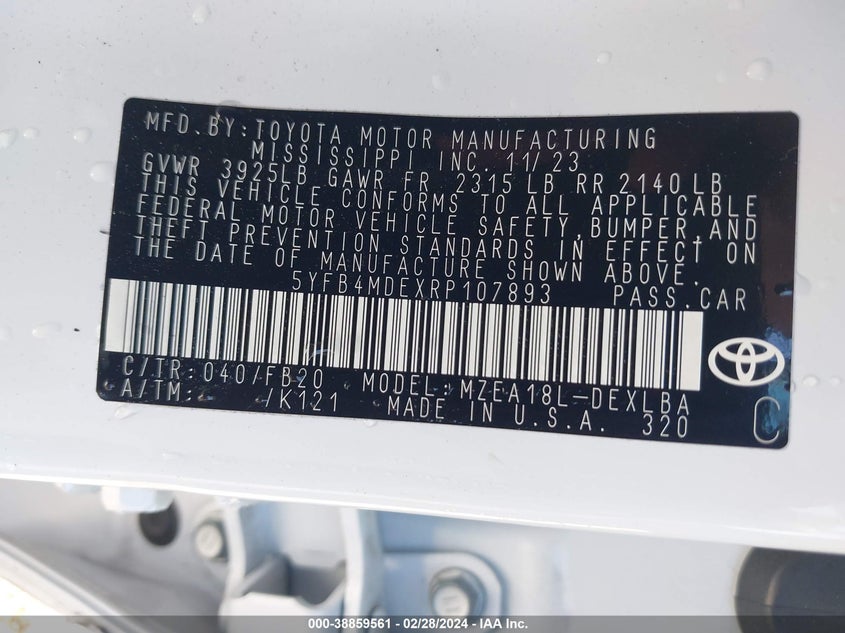 MFD.BY:TOYOTA MOTOR MANUFACTURING
MISSISSIPPI INC. 11/23
GVWR 3925LB GAWR FR 2315 LB RR 2140 LB
THIS VEHICLE CONFORMS TO ALL APPLICABLE
FEDERAL MOTOR VEHICLE SAFETY,BUMPER,AND
THEFT PREVENTION STANDARDS IN EFFECT ON
THE DATE OF MANUFACTURE SHOWN ABOVE.
5YFB4MDEXRP107893 PASS.CAR
C/TR:040/FB20 MODEL:MZEA18L-DEXLBA
A/TM: /K121 MADE IN U.S.A. 320
C
000-38859561 - 02/28/2024 - IAA Inc.